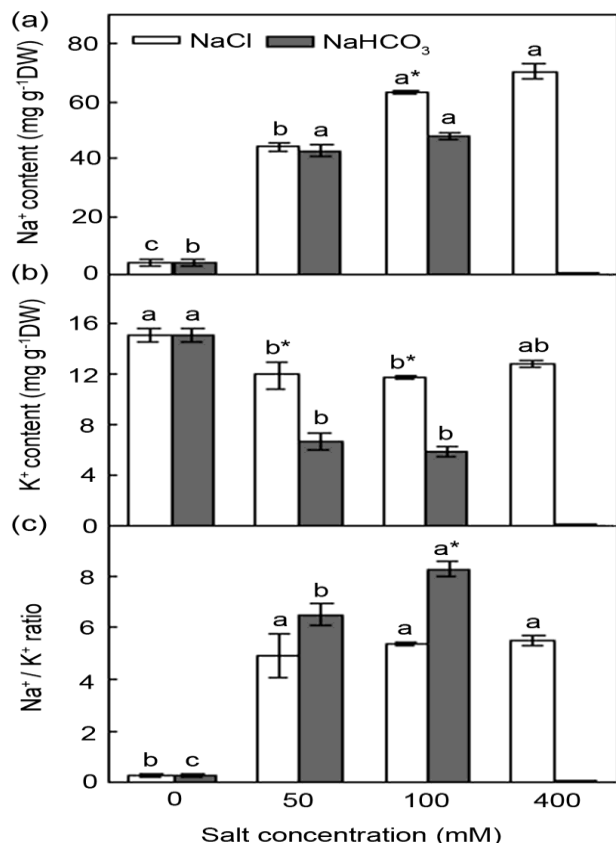 (a)
NaCl NaHCO₃
Na⁺ content (mg g⁻¹DW)
80
60
40
20
0
c b b a a* a a
(b)
K⁺ content (mg g⁻¹DW)
16
12
8
4
0
a a b* b b* b ab
(c)
Na⁺ / K⁺ ratio
8
6
4
2
0
b c a b a a* a
0 50 100 400
Salt concentration (mM)